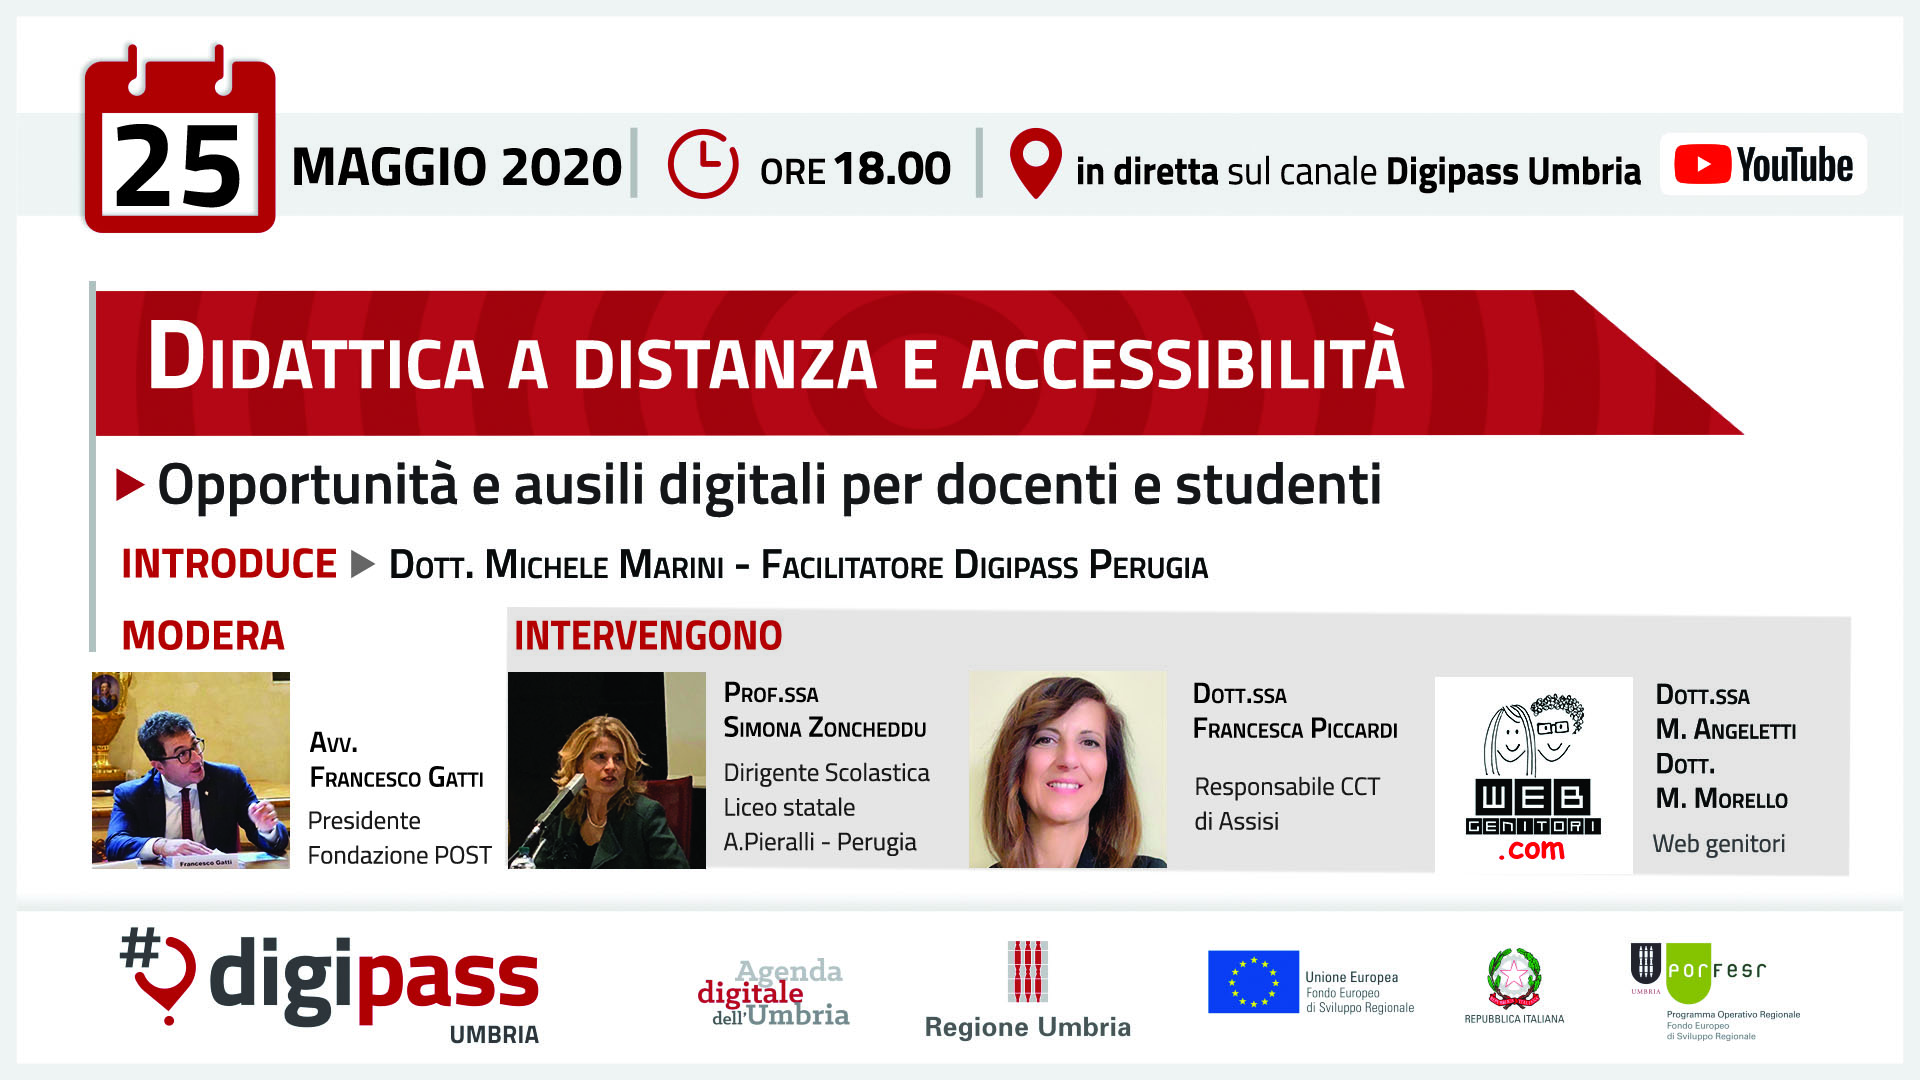 25
MAGGIO 2020
ORE 18.00
in diretta sul canale Digipass Umbria
YouTube
DIDATTICA A DISTANZA E ACCESSIBILITÀ
Opportunità e ausili digitali per docenti e studenti
INTRODUCE DOTT. MICHELE MARINI - FACILITATORE DIGIPASS PERUGIA
MODERA
Francesco Gatti
AVV.
FRANCESCO GATTI
Presidente
Fondazione POST
INTERVENGONO
PROF.SSA
SIMONA ZONCHEDDU
Dirigente Scolastica
Liceo statale
A.Pieralli - Perugia
DOTT.SSA
FRANCESCA PICCARDI
Responsabile CCT
di Assisi
WEB
GENITORI
.com
DOTT.SSA
M. ANGELETTI
DOTT.
M. MORELLO
Web genitori
#digipass
UMBRIA
Agenda
digitale
dell'Umbria
Regione Umbria
Unione Europea
Fondo Europeo
di Sviluppo Regionale
REPUBBLICA ITALIANA
UMBRIA
porfesr
Programma Operativo Regionale
Fondo Europeo
di Sviluppo Regionale